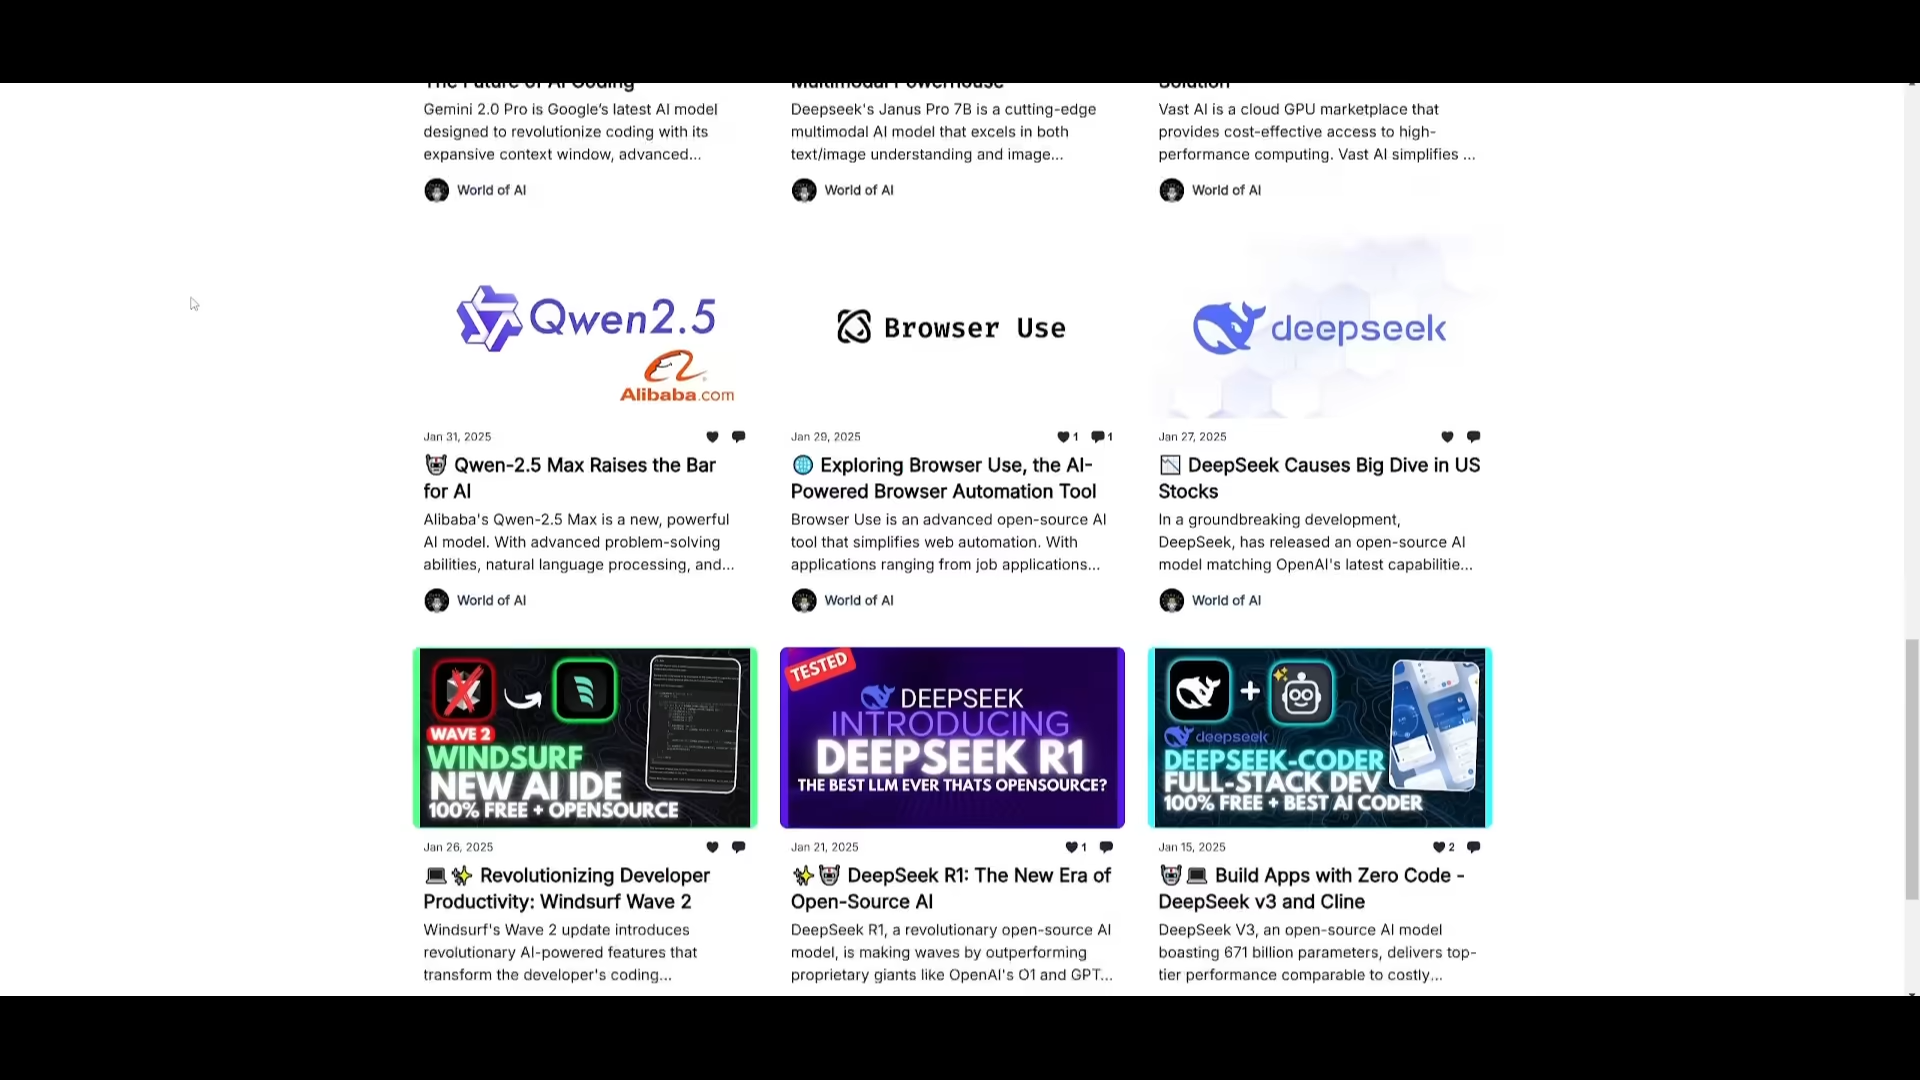 The Future of AI Coding
Gemini 2.0 Pro is Google's latest AI model
designed to revolutionize coding with its
expansive context window, advanced...
World of AI
Multimodal Powerhouse
Deepseek's Janus Pro 7B is a cutting-edge
multimodal AI model that excels in both
text/image understanding and image...
World of AI
Solution
Vast AI is a cloud GPU marketplace that
provides cost-effective access to high-
performance computing. Vast AI simplifies ...
World of AI
Qwen2.5
Alibaba.com
Jan 31, 2025
🤖 Qwen-2.5 Max Raises the Bar
for AI
Alibaba's Qwen-2.5 Max is a new, powerful
AI model. With advanced problem-solving
abilities, natural language processing, and...
World of AI
Browser Use
Jan 29, 2025
1
1
🌐 Exploring Browser Use, the AI-
Powered Browser Automation Tool
Browser Use is an advanced open-source AI
tool that simplifies web automation. With
applications ranging from job applications...
World of AI
deepseek
Jan 27, 2025
📉 DeepSeek Causes Big Dive in US
Stocks
In a groundbreaking development,
DeepSeek, has released an open-source AI
model matching OpenAI's latest capabilitie...
World of AI
WAVE 2
WINDSURF
NEW AI IDE
100% FREE + OPENSOURCE
Jan 26, 2025
💻✨ Revolutionizing Developer
Productivity: Windsurf Wave 2
Windsurf's Wave 2 update introduces
revolutionary AI-powered features that
transform the developer's coding...
TESTED
DEEPSEEK
INTRODUCING
DEEPSEEK R1
THE BEST LLM EVER THATS OPENSOURCE?
Jan 21, 2025
1
✨🤖 DeepSeek R1: The New Era of
Open-Source AI
DeepSeek R1, a revolutionary open-source AI
model, is making waves by outperforming
proprietary giants like OpenAI's O1 and GPT...
+
deepseek
DEEPSEEK-CODER
FULL-STACK DEV
100% FREE + BEST AI CODER
Jan 15, 2025
2
🤖💻 Build Apps with Zero Code -
DeepSeek v3 and Cline
DeepSeek V3, an open-source AI model
boasting 671 billion parameters, delivers top-
tier performance comparable to costly...